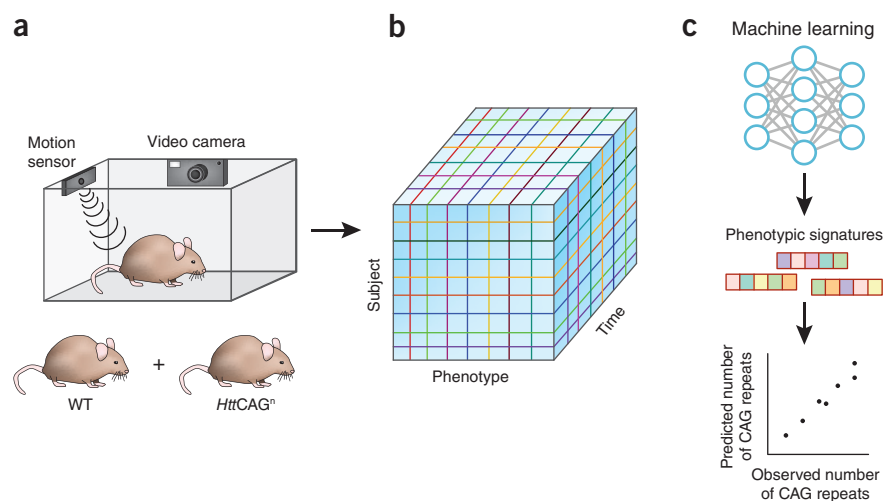 a
Motion
sensor
Video camera
WT
+
HttCAGⁿ
b
Subject
Phenotype
Time
c
Machine learning
Phenotypic signatures
Predicted number
of CAG repeats
Observed number
of CAG repeats